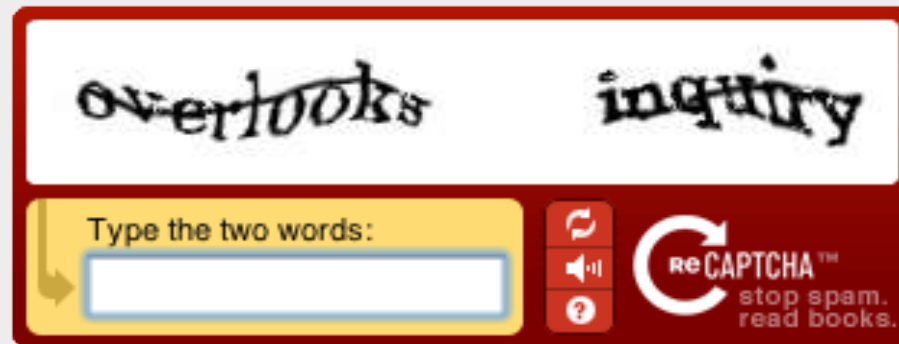 overlooks inquiry
Type the two words:
ReCAPTCHA™
stop spam.
read books.